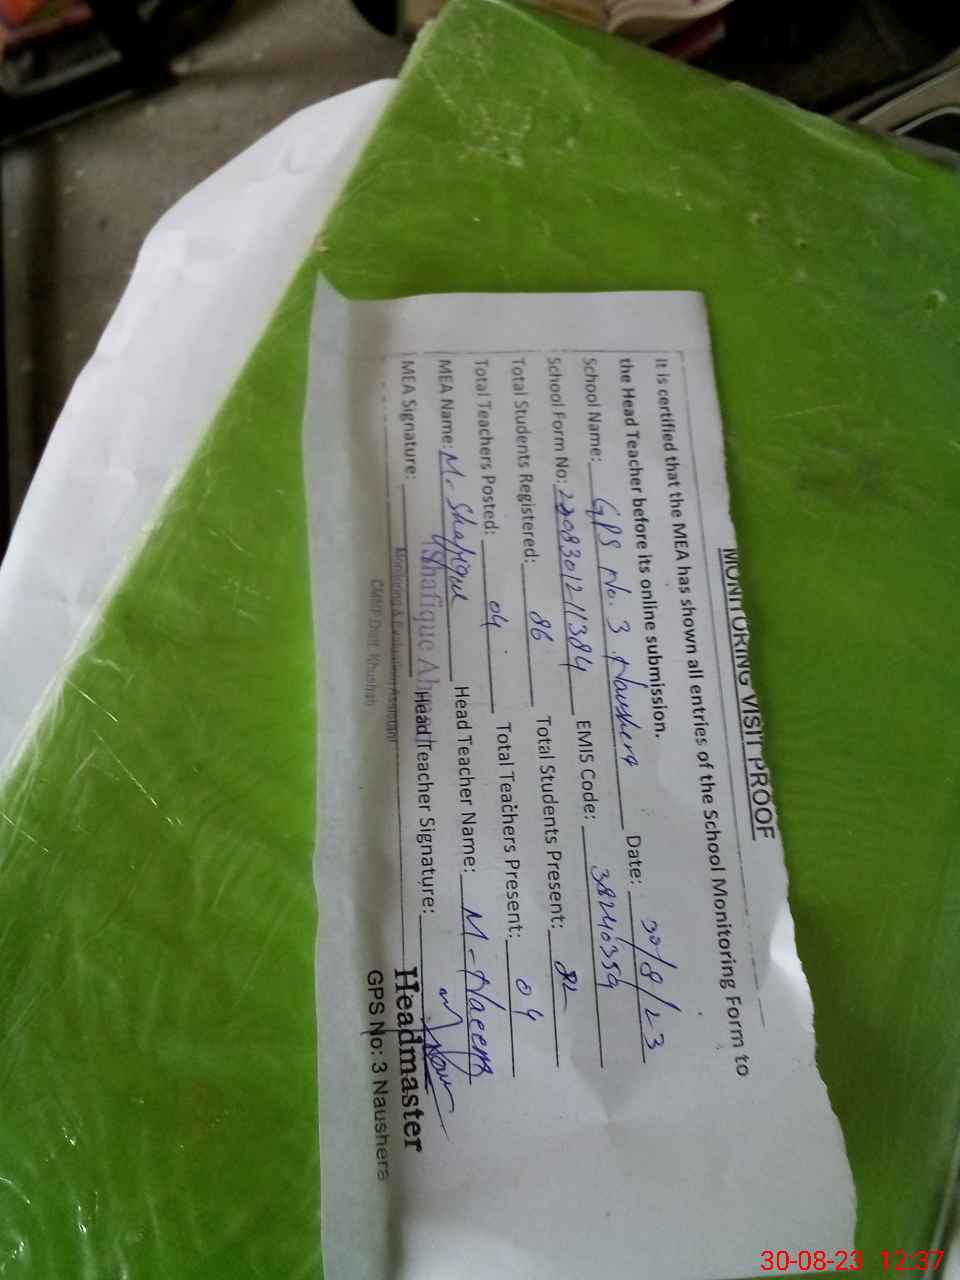 MONITORING VISIT PROOF
It is certified that the MEA has shown all entries of the School Monitoring Form to
the Head Teacher before its online submission. Date: 30/8/23
School Name: GPS No. 3 Naushera
School Form No: 220830121384 EMIS Code: 38240359
Total Students Registered: 86 Total Students Present: 82
Total Teachers Posted: 04 Total Teachers Present: 04
MEA Name: M. Shafique Head Teacher Name: M-Naeem
MEA Signature: Head Teacher Signature:
Shafique Ahmad
Monitoring & Evaluation Assistant
CMMP Distt. Khushab
Headmaster
GPS No: 3 Naushera
30-08-23 12:37